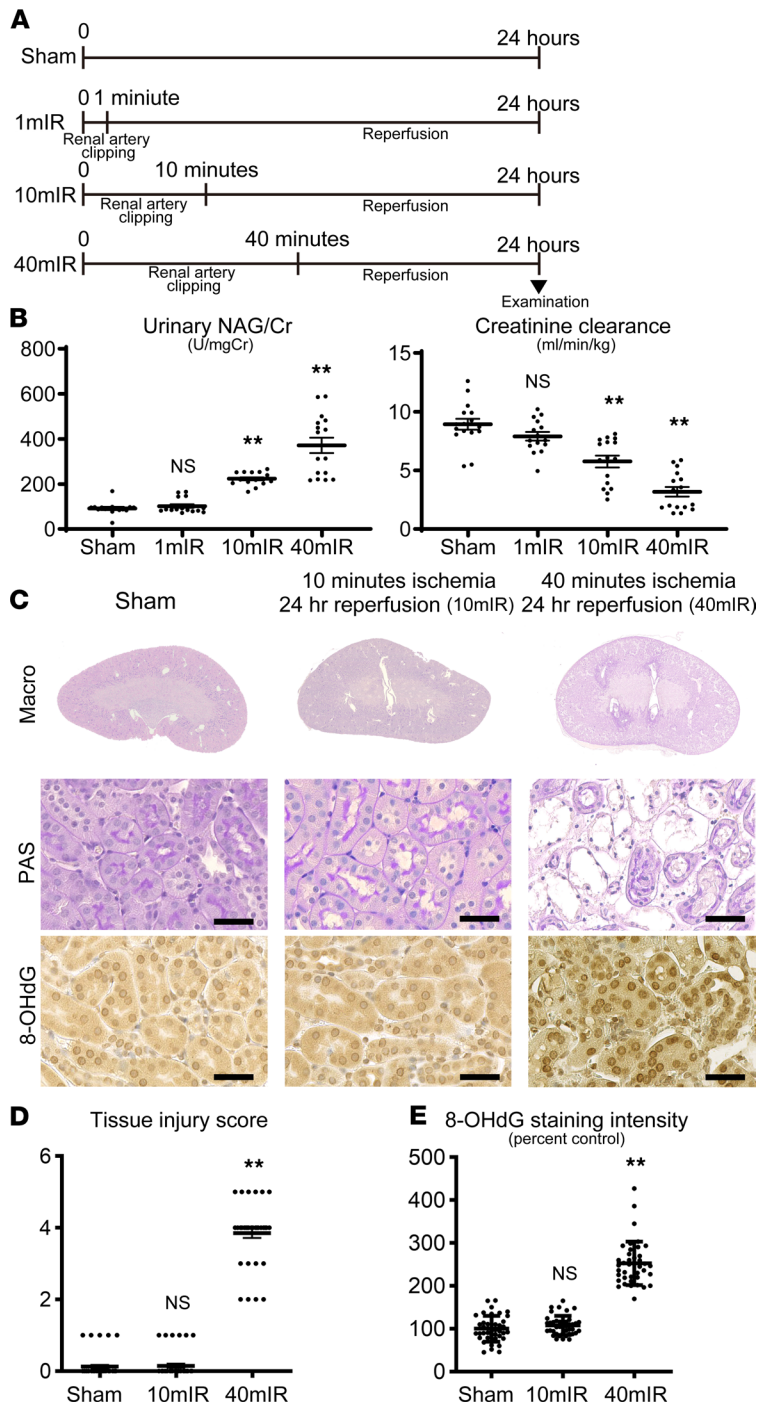 A
0
24 hours
Sham
0 1 miniute
24 hours
1mIR
Renal artery
clipping
Reperfusion
0
10 minutes
24 hours
10mIR
Renal artery
clipping
Reperfusion
0
40 minutes
24 hours
40mIR
Renal artery
clipping
Reperfusion
Examination
B
Urinary NAG/Cr
(U/mgCr)
800
600
400
200
0
NS
**
**
Sham 1mIR 10mIR 40mIR
Creatinine clearance
(ml/min/kg)
15
10
5
0
NS
**
**
Sham 1mIR 10mIR 40mIR
C
Sham
10 minutes ischemia
24 hr reperfusion (10mIR)
40 minutes ischemia
24 hr reperfusion (40mIR)
Macro
PAS
8-OHdG
D
Tissue injury score
6
4
2
0
NS
**
Sham 10mIR 40mIR
E
8-OHdG staining intensity
(percent control)
500
400
300
200
100
0
NS
**
Sham 10mIR 40mIR